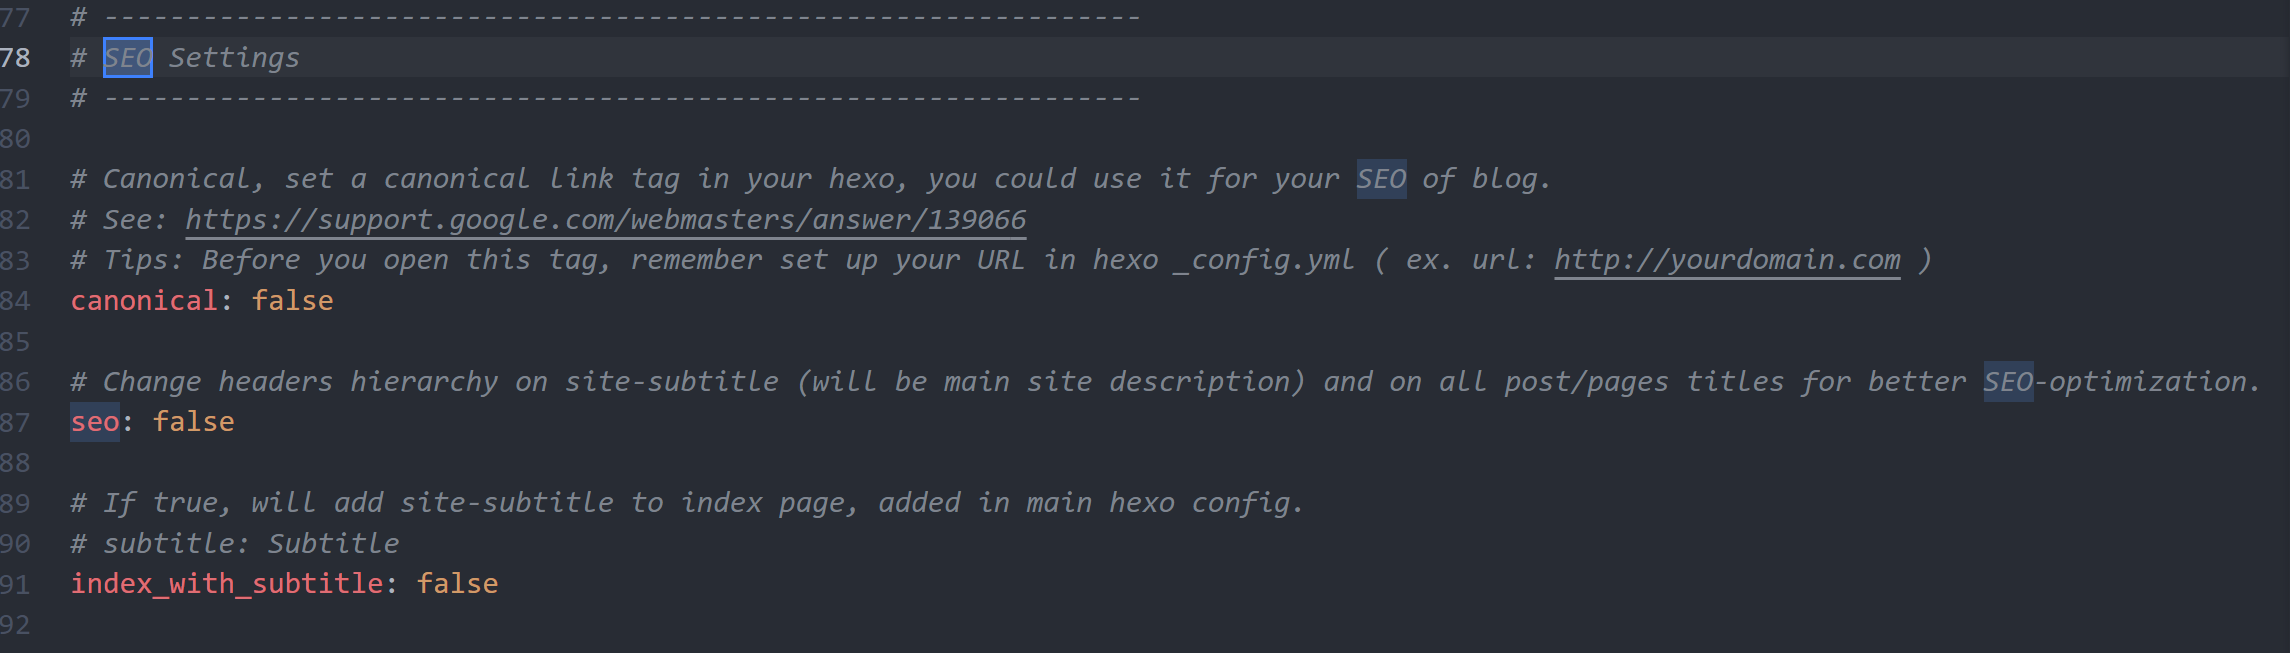 77 # ---------------------------------------------------------------
78 # SEO Settings
79 # ---------------------------------------------------------------
80
81 # Canonical, set a canonical link tag in your hexo, you could use it for your SEO of blog.
82 # See: https://support.google.com/webmasters/answer/139066
83 # Tips: Before you open this tag, remember set up your URL in hexo _config.yml ( ex. url: http://yourdomain.com )
84 canonical: false
85
86 # Change headers hierarchy on site-subtitle (will be main site description) and on all post/pages titles for better SEO-optimization.
87 seo: false
88
89 # If true, will add site-subtitle to index page, added in main hexo config.
90 # subtitle: Subtitle
91 index_with_subtitle: false
92